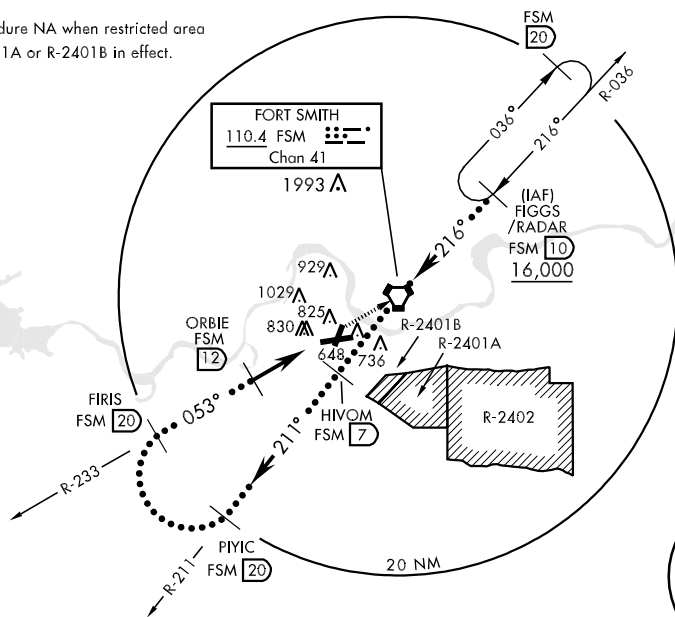 dure NA when restricted area
1A or R-2401B in effect.
FSM
20
R-036
036°
216°
FORT SMITH
110.4 FSM
Chan 41
1993
(IAF)
FIGGS
/RADAR
FSM 10
16,000
216°
929
1029
825
830
ORBIE
FSM
12
648
736
R-2401B
R-2401A
R-2402
HIVOM
FSM 7
FIRIS
FSM 20
053°
211°
R-233
PIYIC
FSM 20
R-211
20 NM